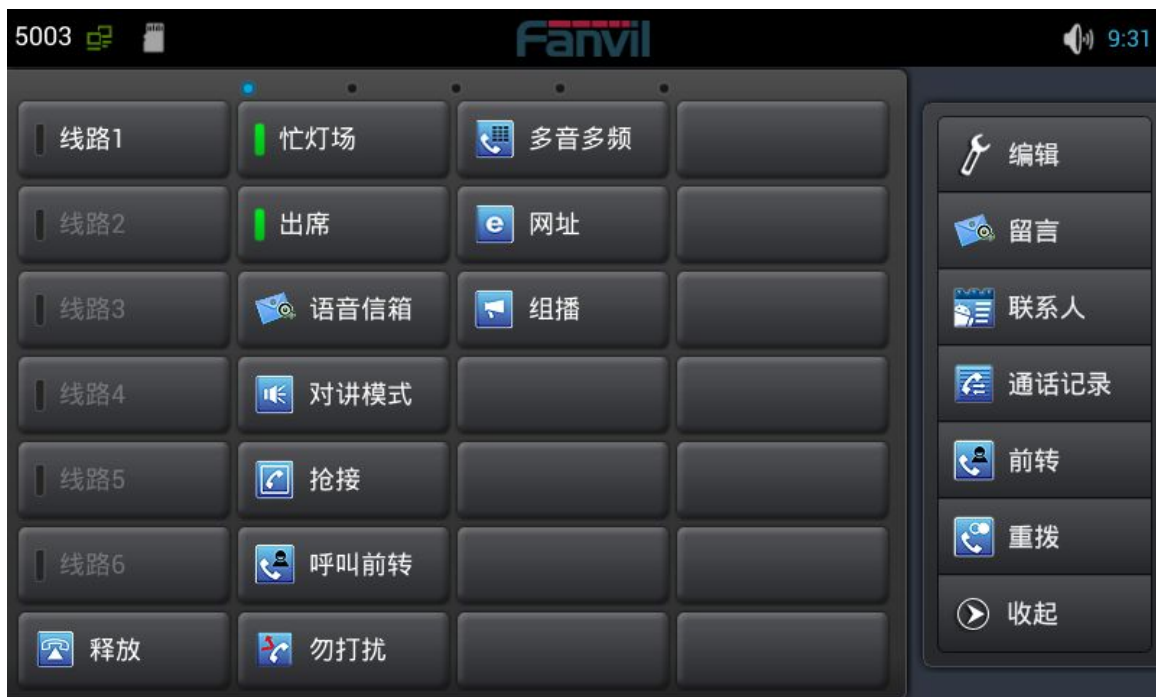 5003 Fanvil 9:31
线路1 忙灯场 多音多频
线路2 出席 网址
线路3 语音信箱 组播
线路4 对讲模式
线路5 抢接
线路6 呼叫前转
释放 勿打扰
编辑
留言
联系人
通话记录
前转
重拨
收起